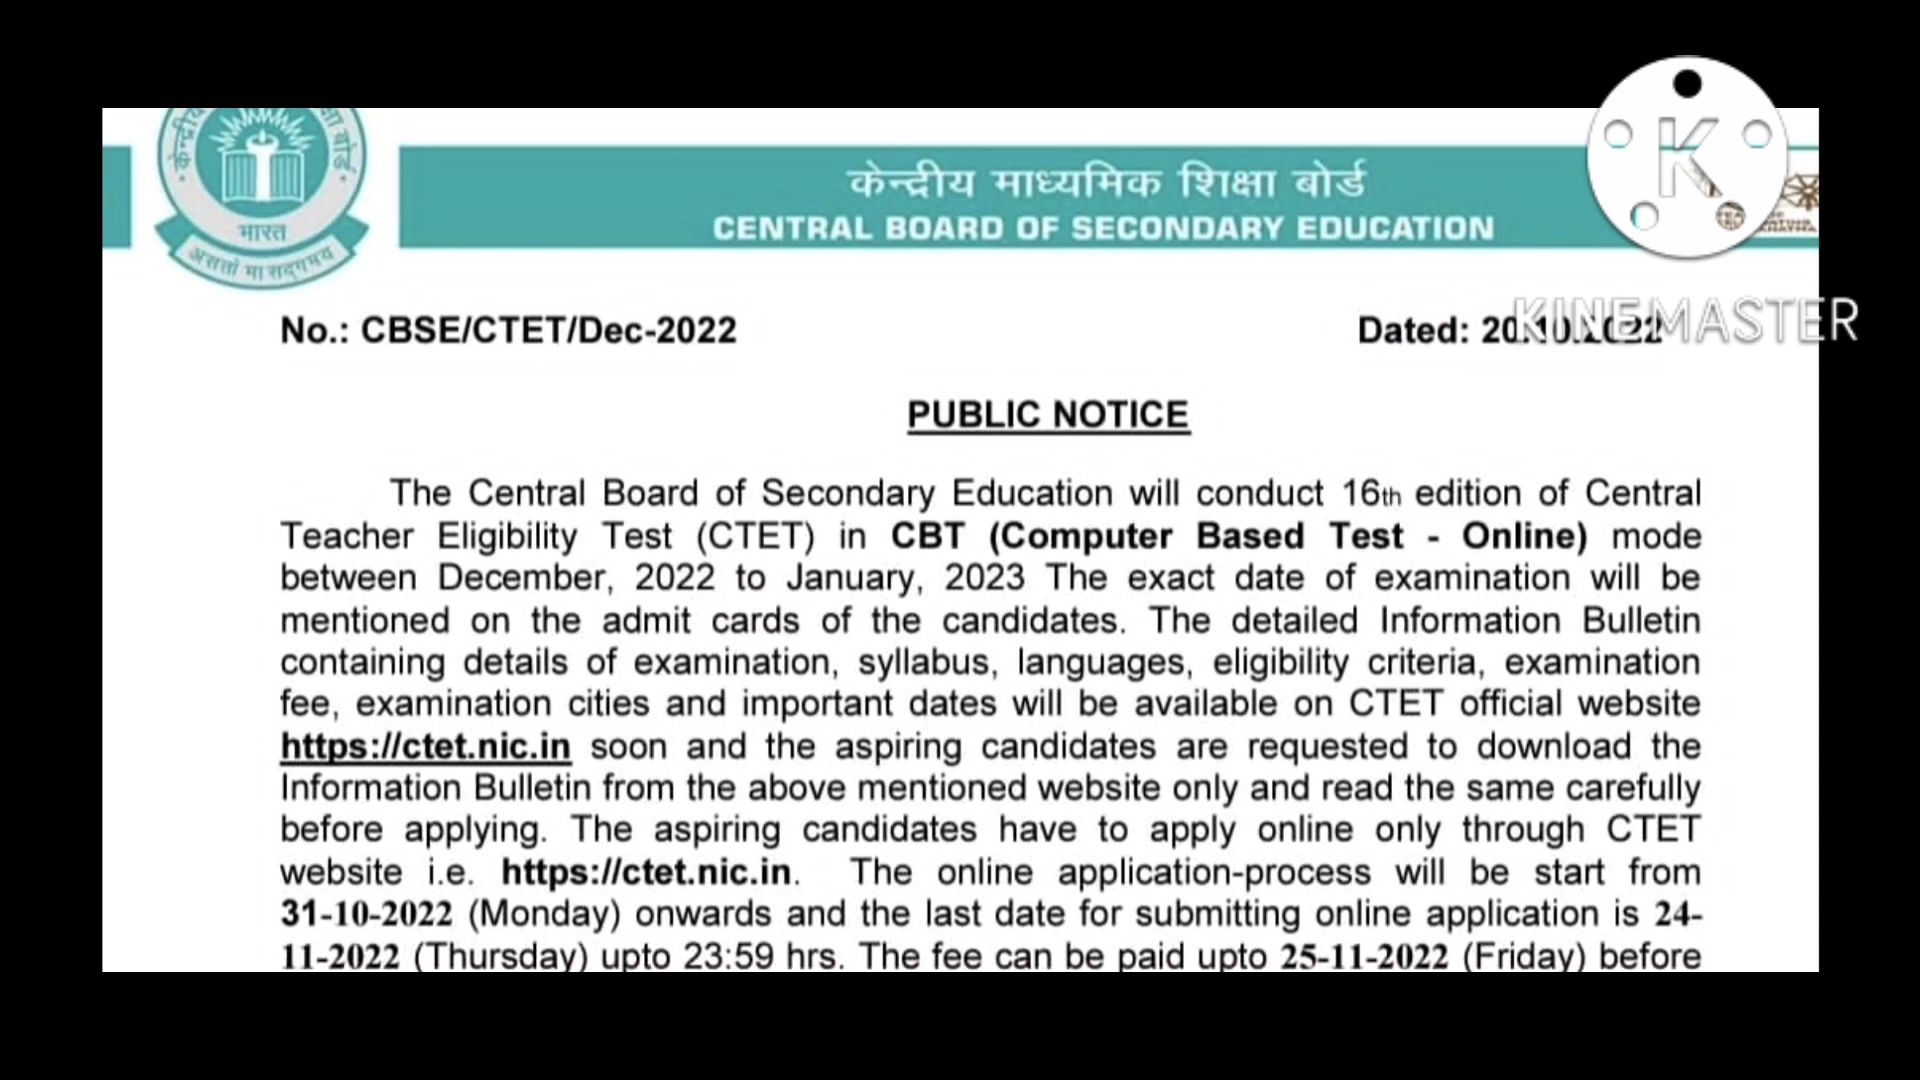 केन्द्रीय माध्यमिक शिक्षा बोर्ड
CENTRAL BOARD OF SECONDARY EDUCATION
भारत
असतो मा सद्गमय
K
KINEMASTER
No.: CBSE/CTET/Dec-2022 Dated: 20.10.2022
PUBLIC NOTICE
The Central Board of Secondary Education will conduct 16th edition of Central
Teacher Eligibility Test (CTET) in CBT (Computer Based Test - Online) mode
between December, 2022 to January, 2023 The exact date of examination will be
mentioned on the admit cards of the candidates. The detailed Information Bulletin
containing details of examination, syllabus, languages, eligibility criteria, examination
fee, examination cities and important dates will be available on CTET official website
https://ctet.nic.in soon and the aspiring candidates are requested to download the
Information Bulletin from the above mentioned website only and read the same carefully
before applying. The aspiring candidates have to apply online only through CTET
website i.e. https://ctet.nic.in. The online application-process will be start from
31-10-2022 (Monday) onwards and the last date for submitting online application is 24-
11-2022 (Thursday) upto 23:59 hrs. The fee can be paid upto 25-11-2022 (Friday) before